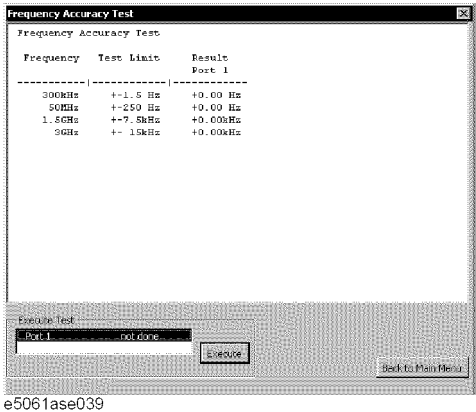 Frequency Accuracy Test
Frequency Accuracy Test
Frequency Test Limit Result
Port 1
----------|------------|----------
300kHz +-1.5 Hz +0.00 Hz
50MHz +-250 Hz +0.00 Hz
1.5GHz +-7.5kHz +0.00kHz
3GHz +- 15kHz +0.00kHz
Execute Test
Port 1 not done
Execute
Back to Main Menu
e5061ase039